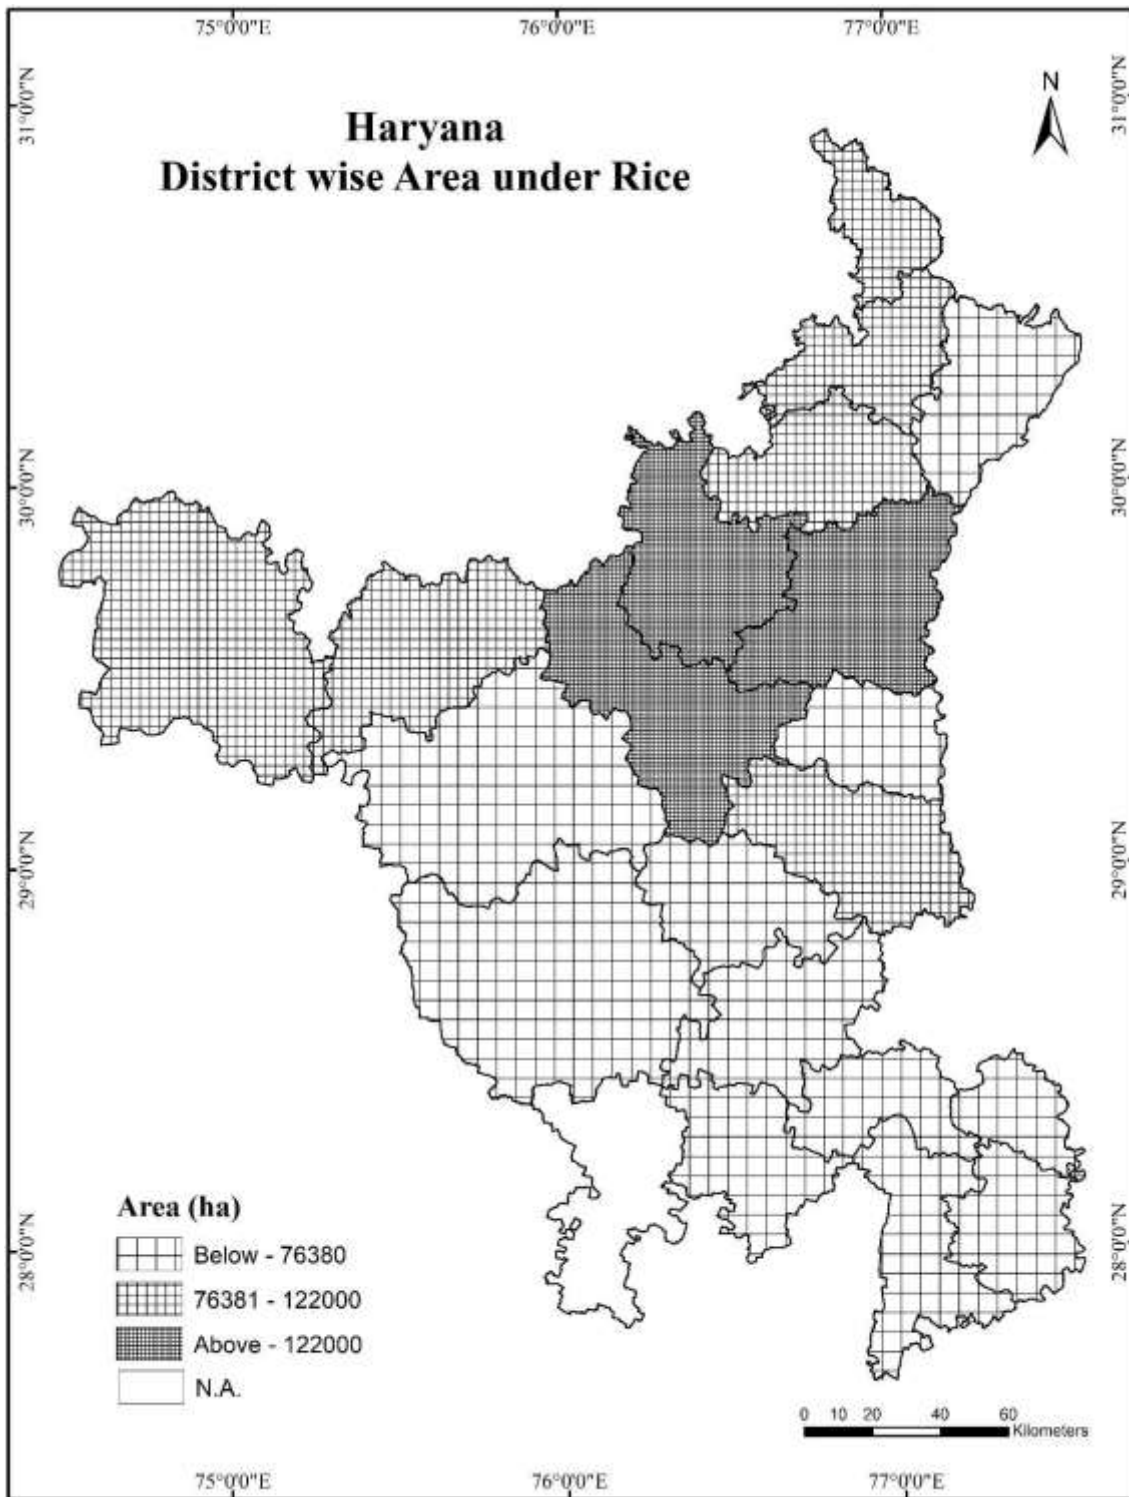 75°0'0"E 76°0'0"E 77°0'0"E
31°0'0"N
31°0'0"N
N
Haryana
District wise Area under Rice
30°0'0"N
30°0'0"N
29°0'0"N
29°0'0"N
28°0'0"N
28°0'0"N
Area (ha)
Below - 76380
76381 - 122000
Above - 122000
N.A.
0 10 20 40 60
Kilometers
75°0'0"E 76°0'0"E 77°0'0"E